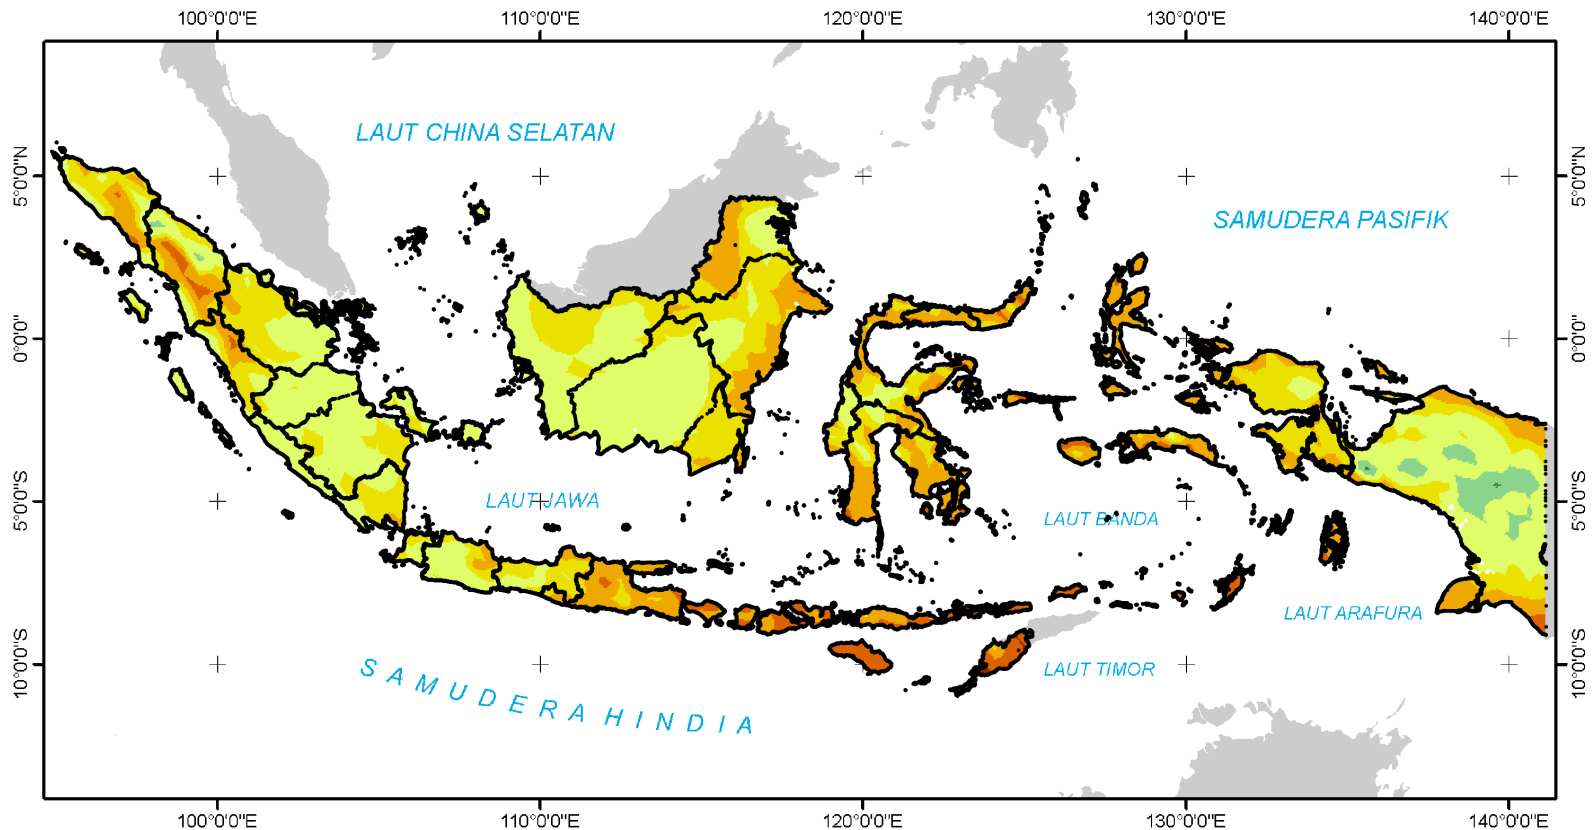 100°0'0"E 110°0'0"E 120°0'0"E 130°0'0"E 140°0'0"E
LAUT CHINA SELATAN
5°0'0"N 5°0'0"N
SAMUDERA PASIFIK
0°0'0" 0°0'0"
LAUT JAWA
5°0'0"S 5°0'0"S
LAUT BANDA
LAUT ARAFURA
10°0'0"S 10°0'0"S
LAUT TIMOR
SAMUDERA HINDIA
100°0'0"E 110°0'0"E 120°0'0"E 130°0'0"E 140°0'0"E